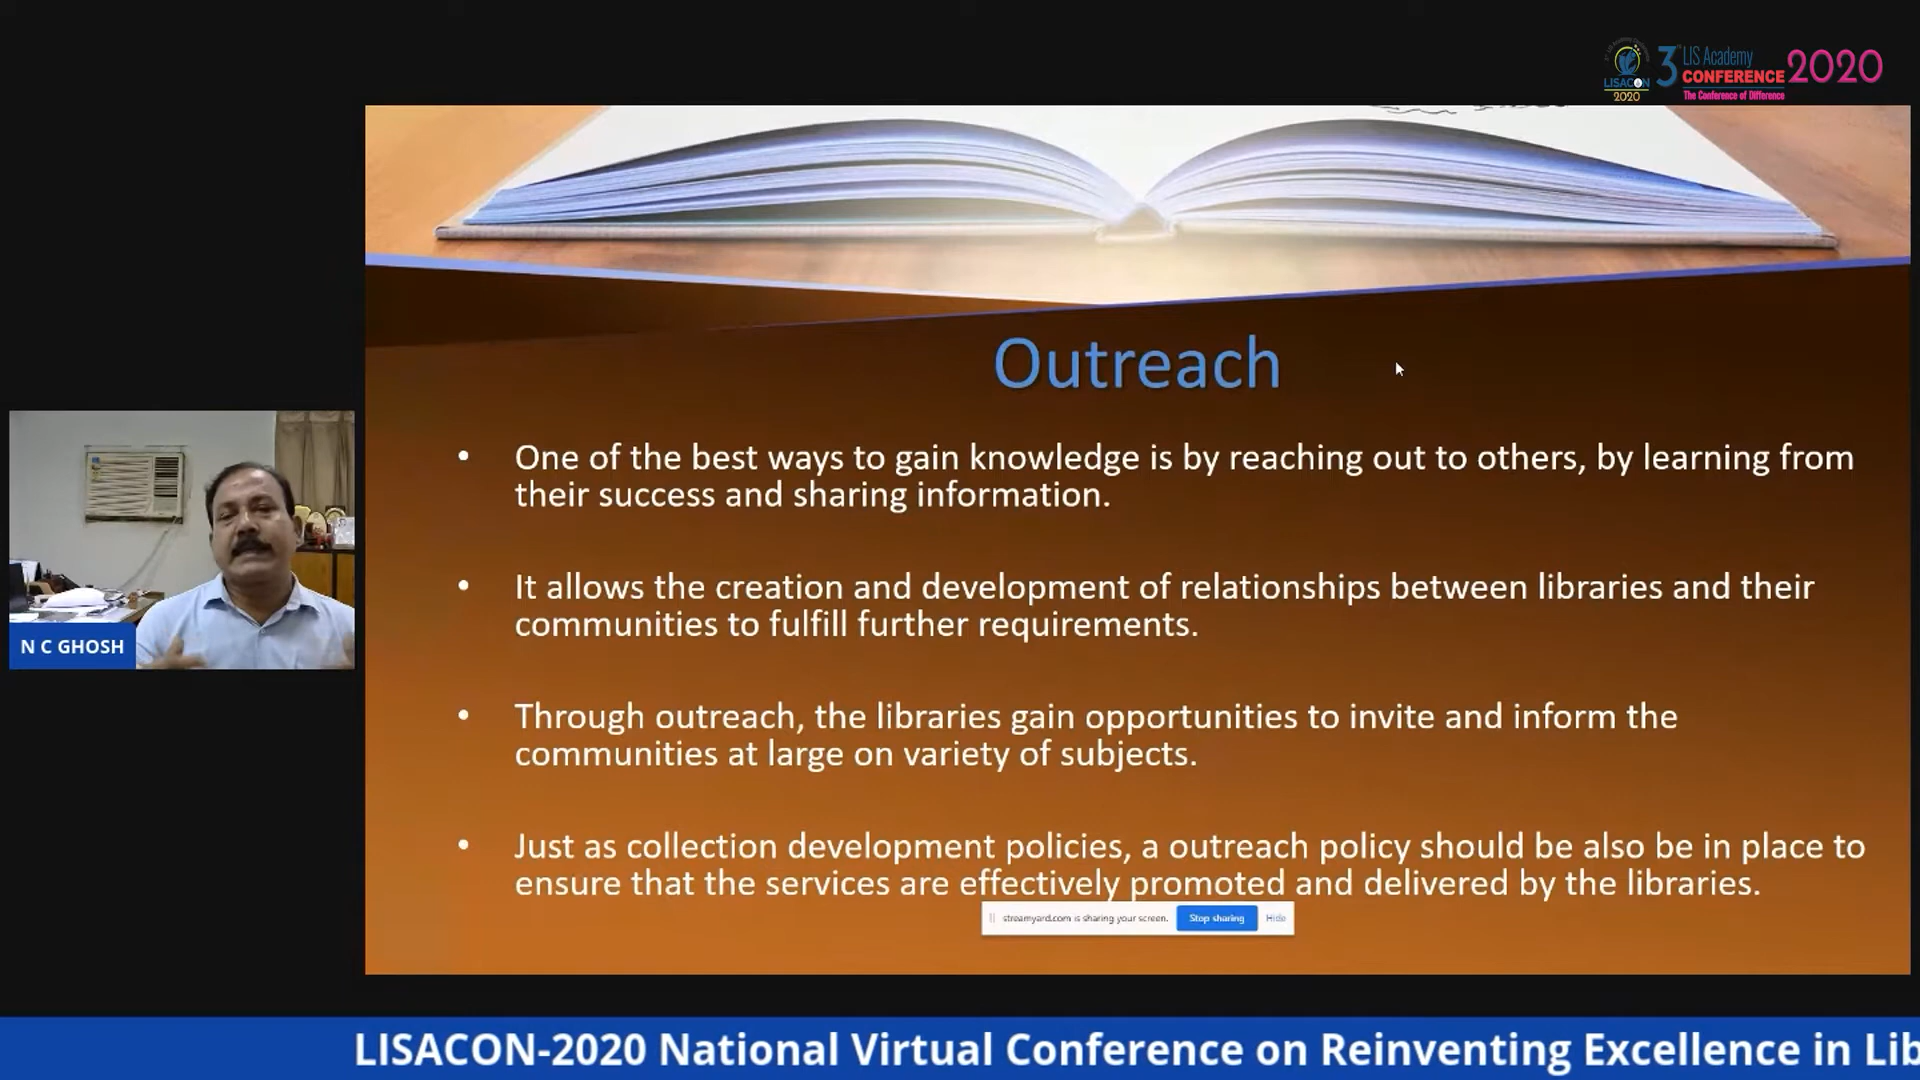 LISACON
2020
3rd LIS Academy
CONFERENCE 2020
The Conference of Difference
Outreach
• One of the best ways to gain knowledge is by reaching out to others, by learning from
their success and sharing information.
• It allows the creation and development of relationships between libraries and their
communities to fulfill further requirements.
• Through outreach, the libraries gain opportunities to invite and inform the
communities at large on variety of subjects.
• Just as collection development policies, a outreach policy should be also be in place to
ensure that the services are effectively promoted and delivered by the libraries.
N C GHOSH
streamyard.com is sharing your screen. Stop sharing Hide
LISACON-2020 National Virtual Conference on Reinventing Excellence in Lib